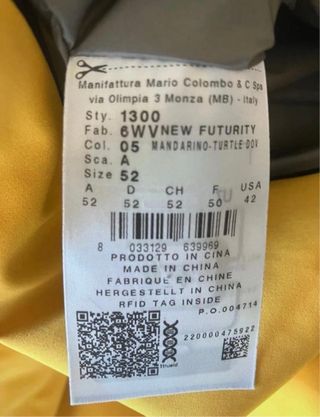 Manifattura Mario Colombo & C Spa
via Olimpia 3 Monza (MB) - Italy
Sty. 1300
Fab. 6WV NEW FUTURITY
Col. 05 MANDARINO-TURTLE DOV
Sca. A
Size 52
A D CH F USA
52 52 52 50 42
8 033129 639969
PRODOTTO IN CINA
MADE IN CHINA
FABRIQUÉ EN CHINE
HERGESTELLT IN CHINA
RFID TAG INSIDE
P.O.004714
220000475922